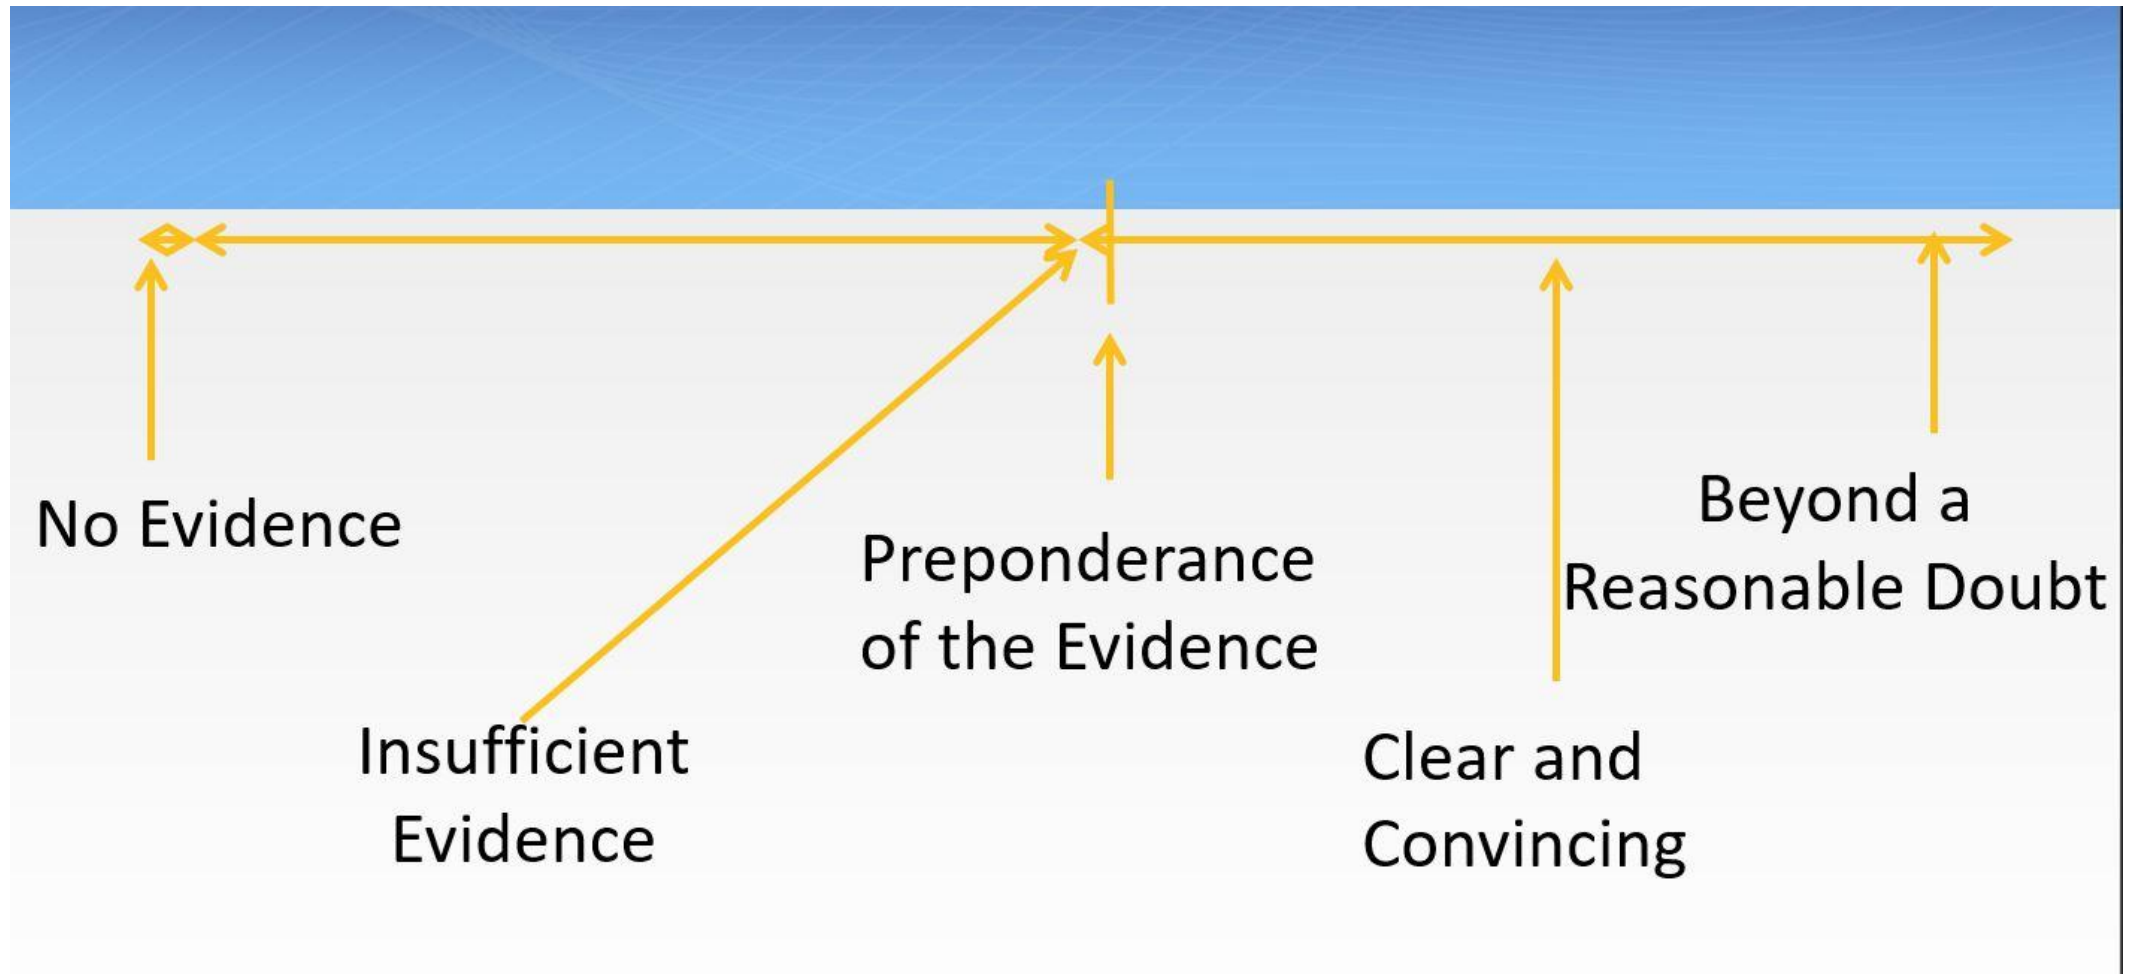 No Evidence
Insufficient
Evidence
Preponderance
of the Evidence
Clear and
Convincing
Beyond a
Reasonable Doubt